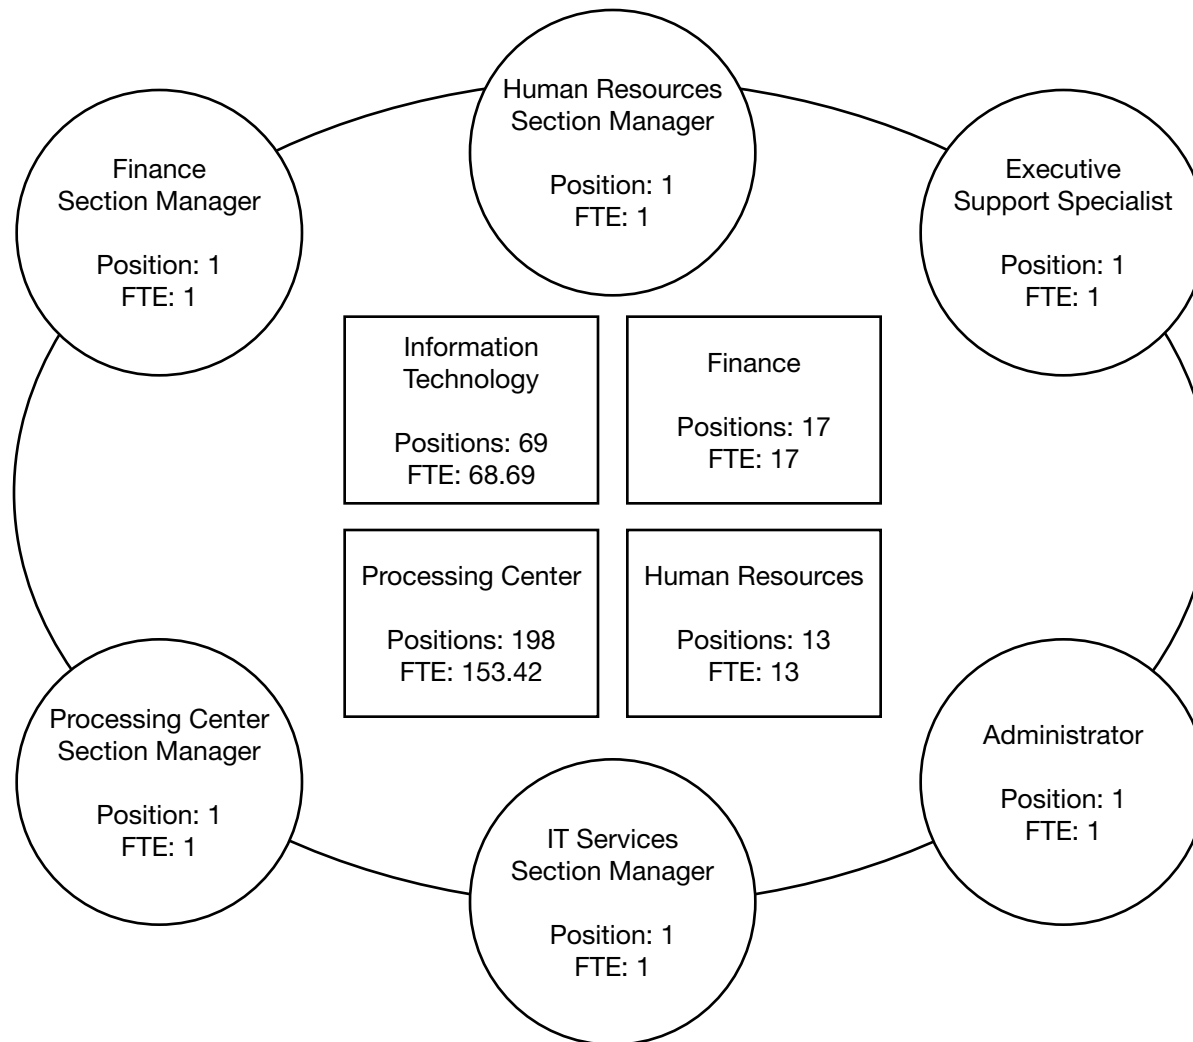 Human Resources
Section Manager
Position: 1
FTE: 1
Finance
Section Manager
Position: 1
FTE: 1
Executive
Support Specialist
Position: 1
FTE: 1
Information
Technology
Positions: 69
FTE: 68.69
Finance
Positions: 17
FTE: 17
Processing Center
Positions: 198
FTE: 153.42
Human Resources
Positions: 13
FTE: 13
Processing Center
Section Manager
Position: 1
FTE: 1
IT Services
Section Manager
Position: 1
FTE: 1
Administrator
Position: 1
FTE: 1